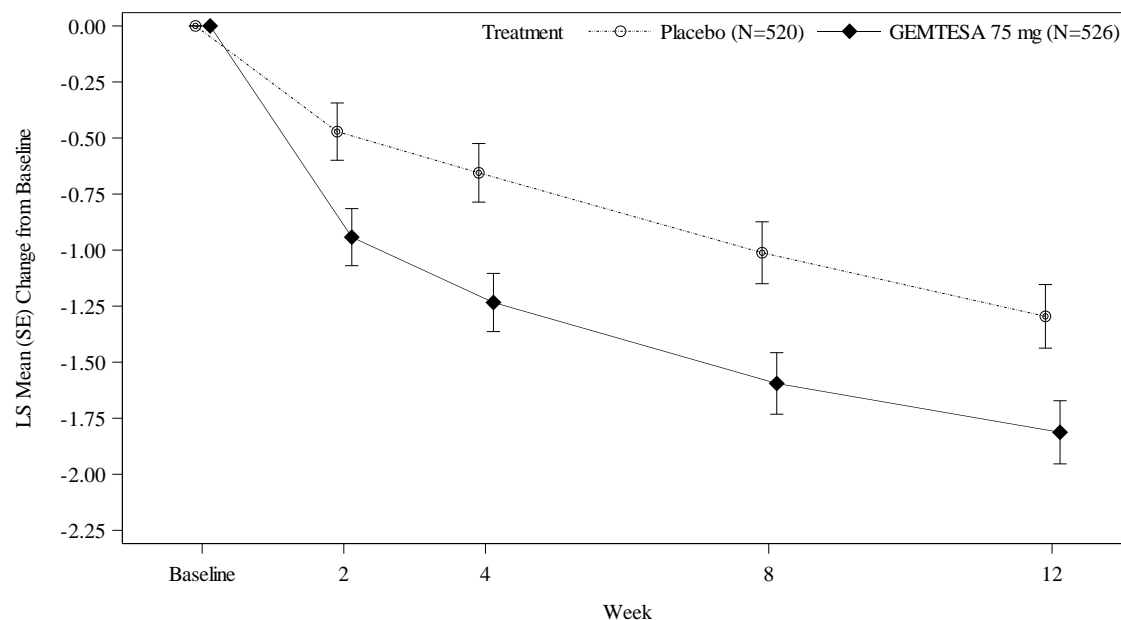 Treatment Placebo (N=520) GEMTESA 75 mg (N=526)
LS Mean (SE) Change from Baseline
0.00
-0.25
-0.50
-0.75
-1.00
-1.25
-1.50
-1.75
-2.00
-2.25
Baseline 2 4 8 12
Week